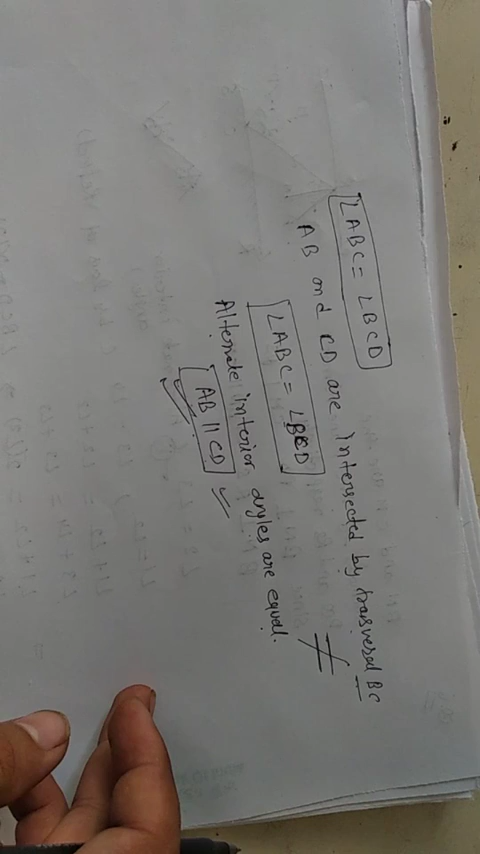 ∠ABC = ∠BCD
AB and CD are intersected by transversal BC
∠ABC = ∠BCD
Alternate interior angles are equal.
AB || CD